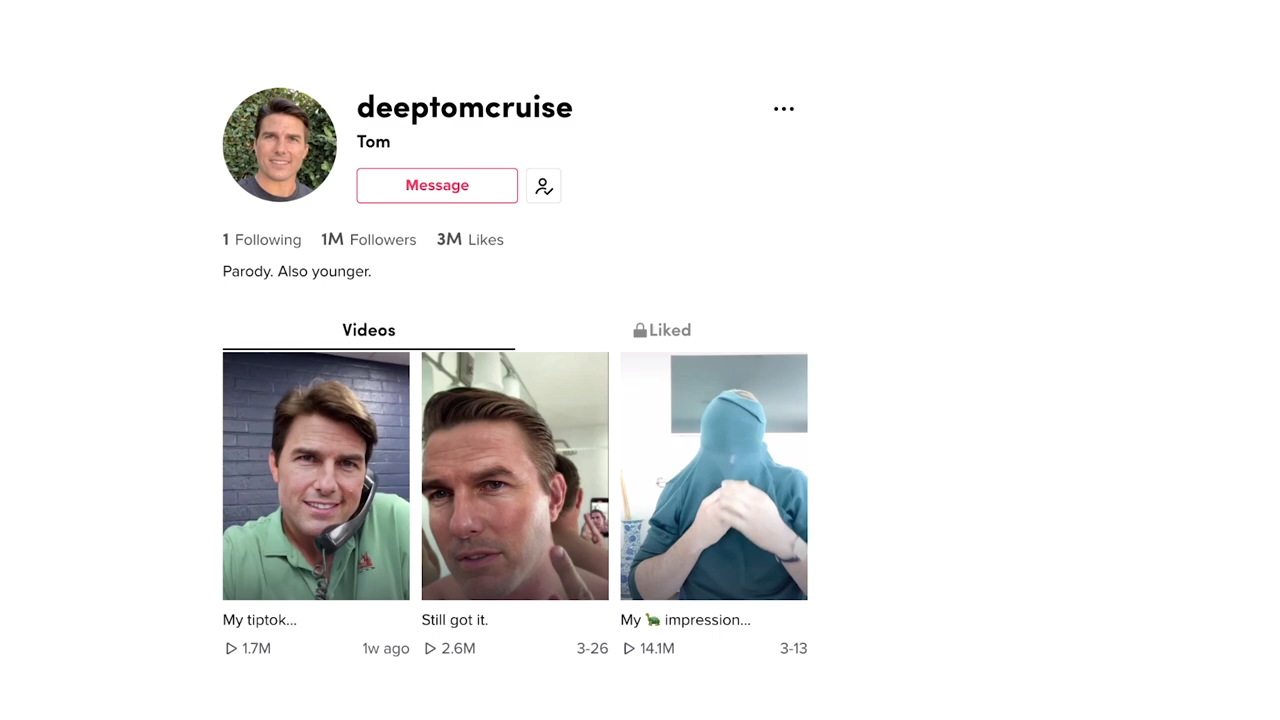 deeptomcruise
Tom
Message
1 Following 1M Followers 3M Likes
Parody. Also younger.
Videos Liked
My tiptok... Still got it. My 🐢 impression...
1.7M 1w ago 2.6M 3-26 14.1M 3-13